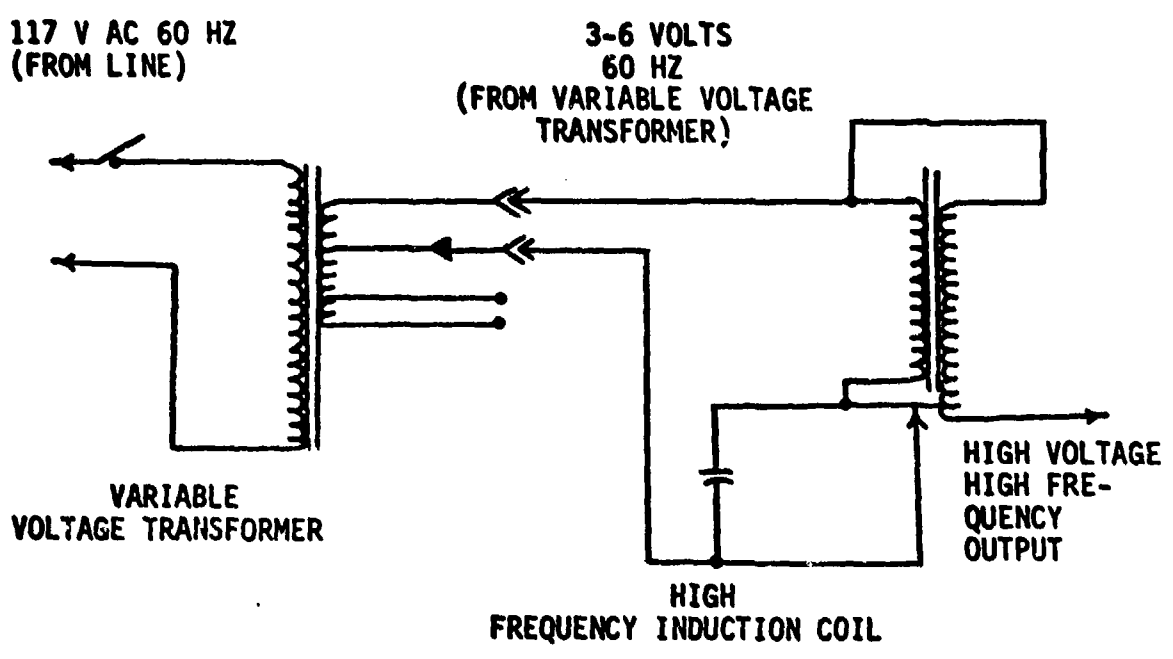 117 V AC 60 HZ
(FROM LINE)
3-6 VOLTS
60 HZ
(FROM VARIABLE VOLTAGE
TRANSFORMER)
VARIABLE
VOLTAGE TRANSFORMER
HIGH VOLTAGE
HIGH FRE-
QUENCY
OUTPUT
HIGH
FREQUENCY INDUCTION COIL